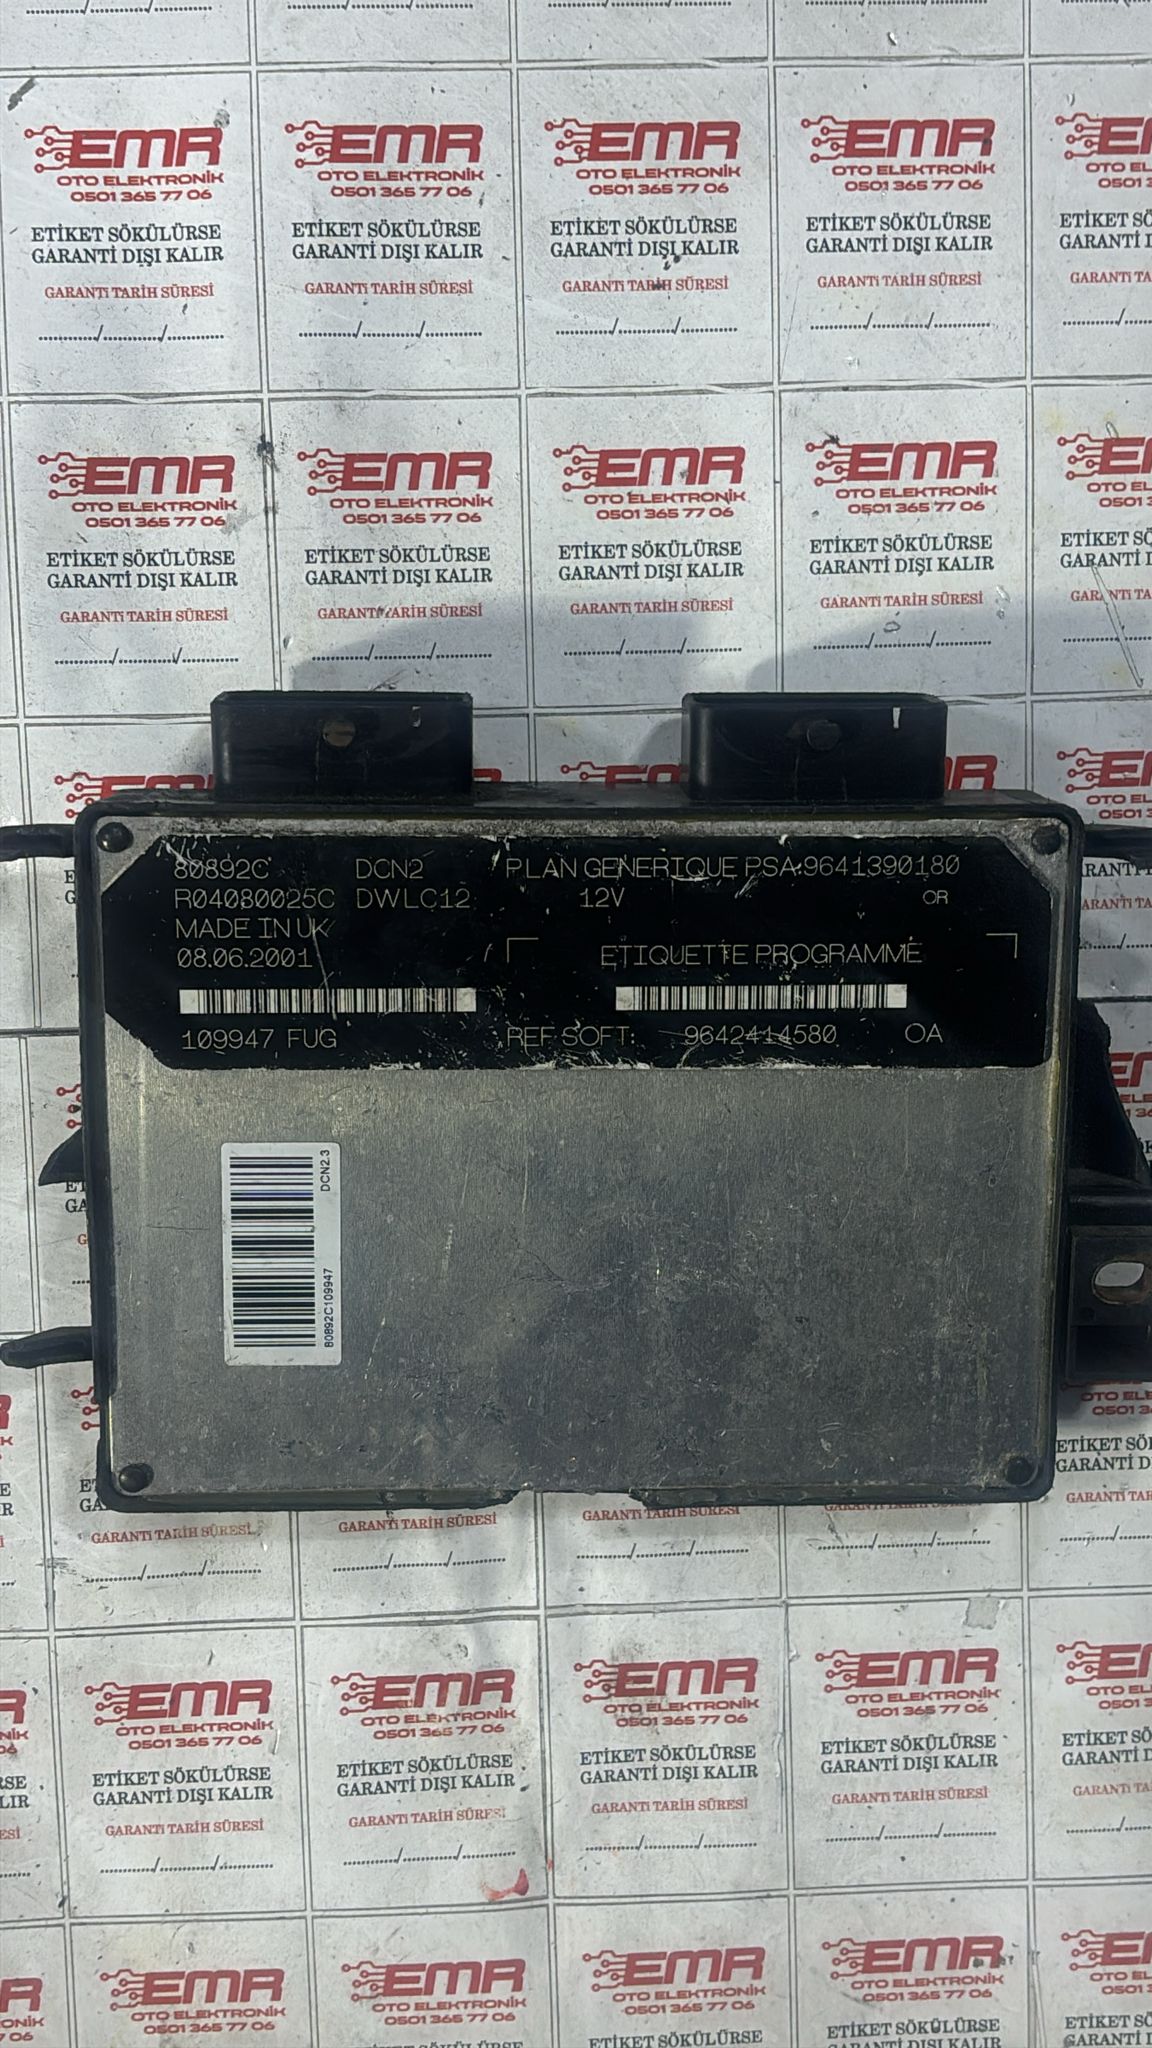 EMR
OTO ELEKTRONİK
0501 365 77 06
ETİKET SÖKÜLÜRSE
GARANTİ DIŞI KALIR
GARANTİ TARİH SÜRESİ
80892C DCN2 PLAN GENERIQUE PSA:9641390180
R04080025C DWLC12 12V OR
MADE IN UK
08.06.2001 ETIQUETTE PROGRAMME
109947 FUG REF SOFT: 9642414580 OA
DCN2.3
80892C109947